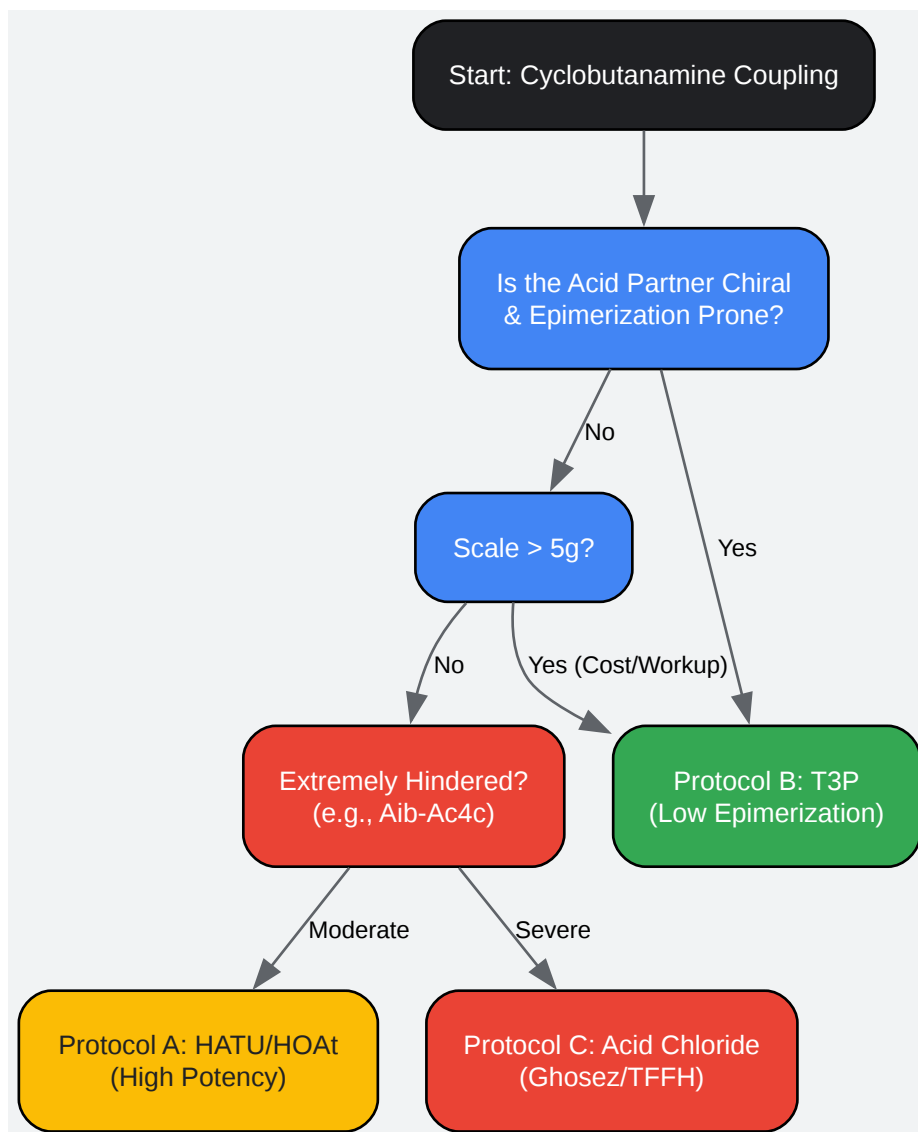 Start: Cyclobutanamine Coupling
Is the Acid Partner Chiral
& Epimerization Prone?
No
Scale > 5g?
Yes
No
Yes (Cost/Workup)
Extremely Hindered?
(e.g., Aib-Ac4c)
Protocol B: T3P
(Low Epimerization)
Moderate
Severe
Protocol A: HATU/HOAt
(High Potency)
Protocol C: Acid Chloride
(Ghosez/TFFH)